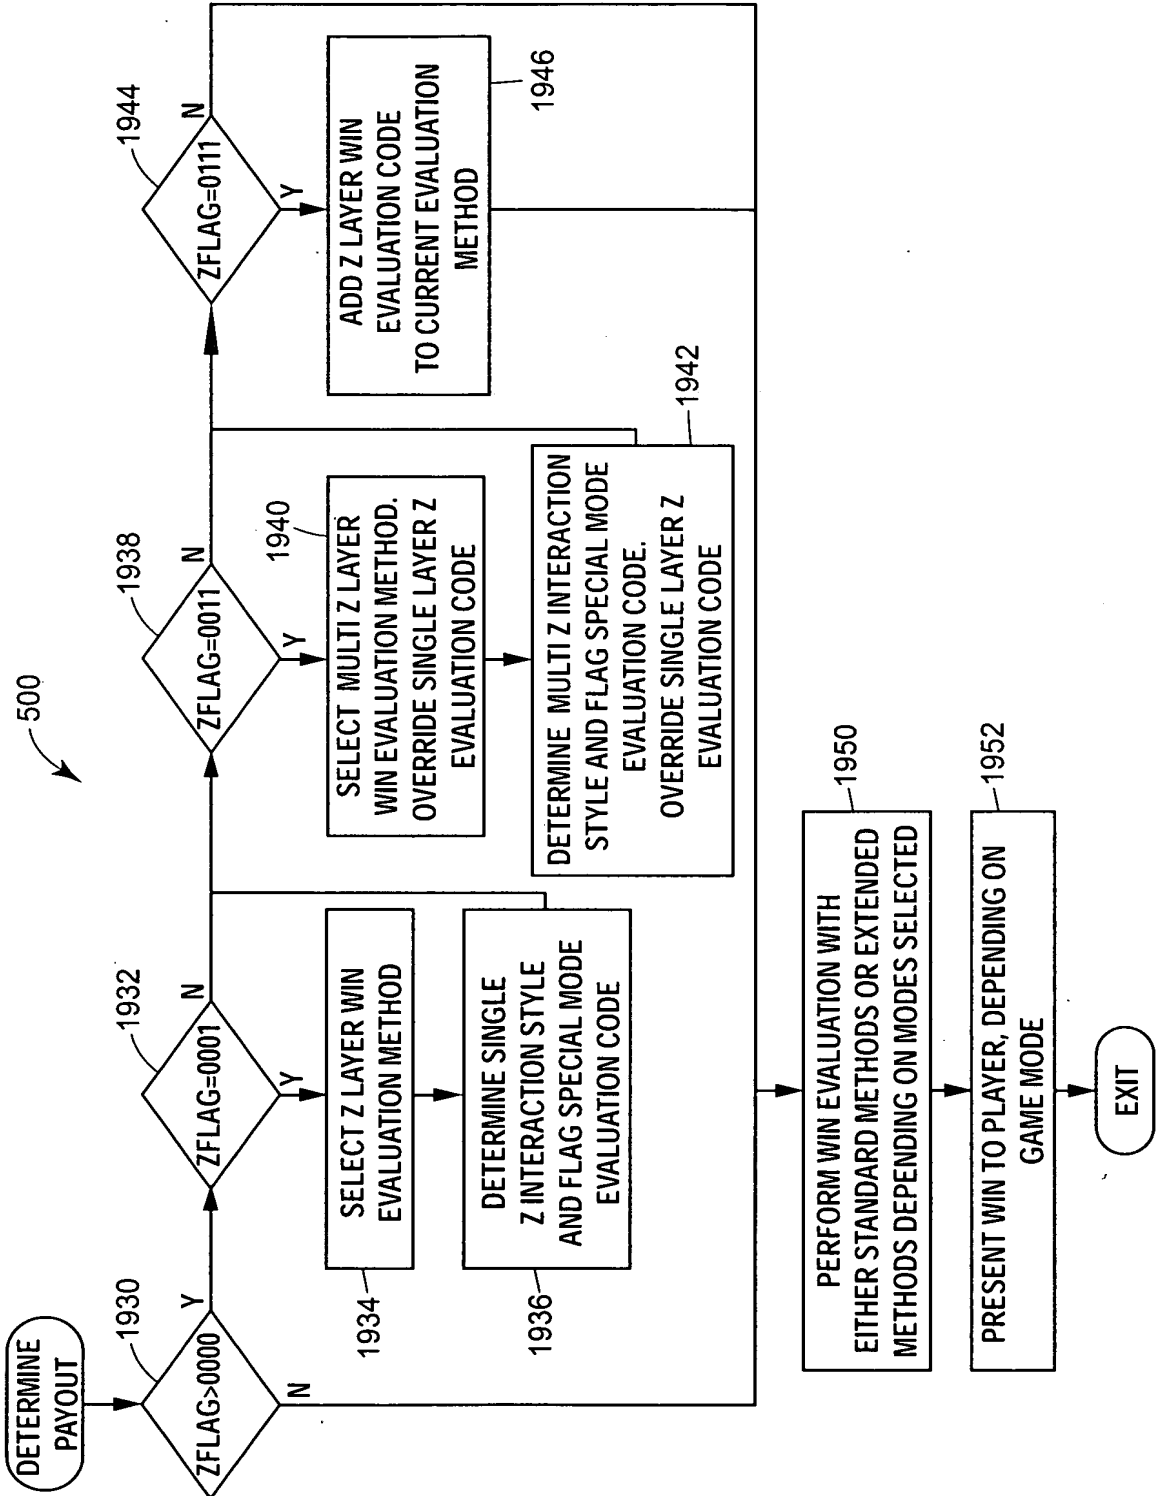 500
DETERMINE
PAYOUT
1930
ZFLAG>0000
Y
N
1932
ZFLAG=0001
N
Y
SELECT Z LAYER WIN
EVALUATION METHOD
1934
DETERMINE SINGLE
Z INTERACTION STYLE
AND FLAG SPECIAL MODE
EVALUATION CODE
1936
1938
ZFLAG=0011
N
Y
1940
SELECT MULTI Z LAYER
WIN EVALUATION METHOD.
OVERRIDE SINGLE LAYER Z
EVALUATION CODE
DETERMINE MULTI Z INTERACTION
STYLE AND FLAG SPECIAL MODE
EVALUATION CODE.
OVERRIDE SINGLE LAYER Z
EVALUATION CODE
1942
1944
ZFLAG=0111
N
Y
ADD Z LAYER WIN
EVALUATION CODE
TO CURRENT EVALUATION
METHOD
1946
1950
PERFORM WIN EVALUATION WITH
EITHER STANDARD METHODS OR EXTENDED
METHODS DEPENDING ON MODES SELECTED
1952
PRESENT WIN TO PLAYER, DEPENDING ON
GAME MODE
EXIT